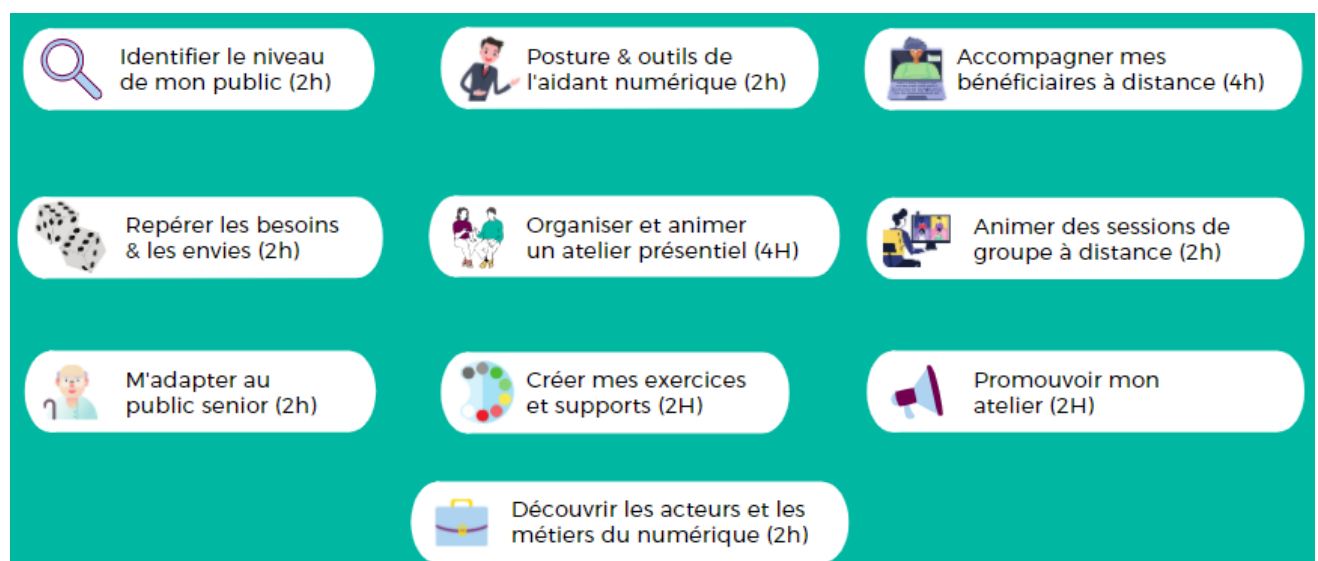 Identifier le niveau
de mon public (2h)
Posture & outils de
l'aidant numérique (2h)
Accompagner mes
bénéficiaires à distance (4h)
Repérer les besoins
& les envies (2h)
Organiser et animer
un atelier présentiel (4H)
Animer des sessions de
groupe à distance (2h)
M'adapter au
public senior (2h)
Créer mes exercices
et supports (2H)
Promouvoir mon
atelier (2H)
Découvrir les acteurs et les
métiers du numérique (2h)